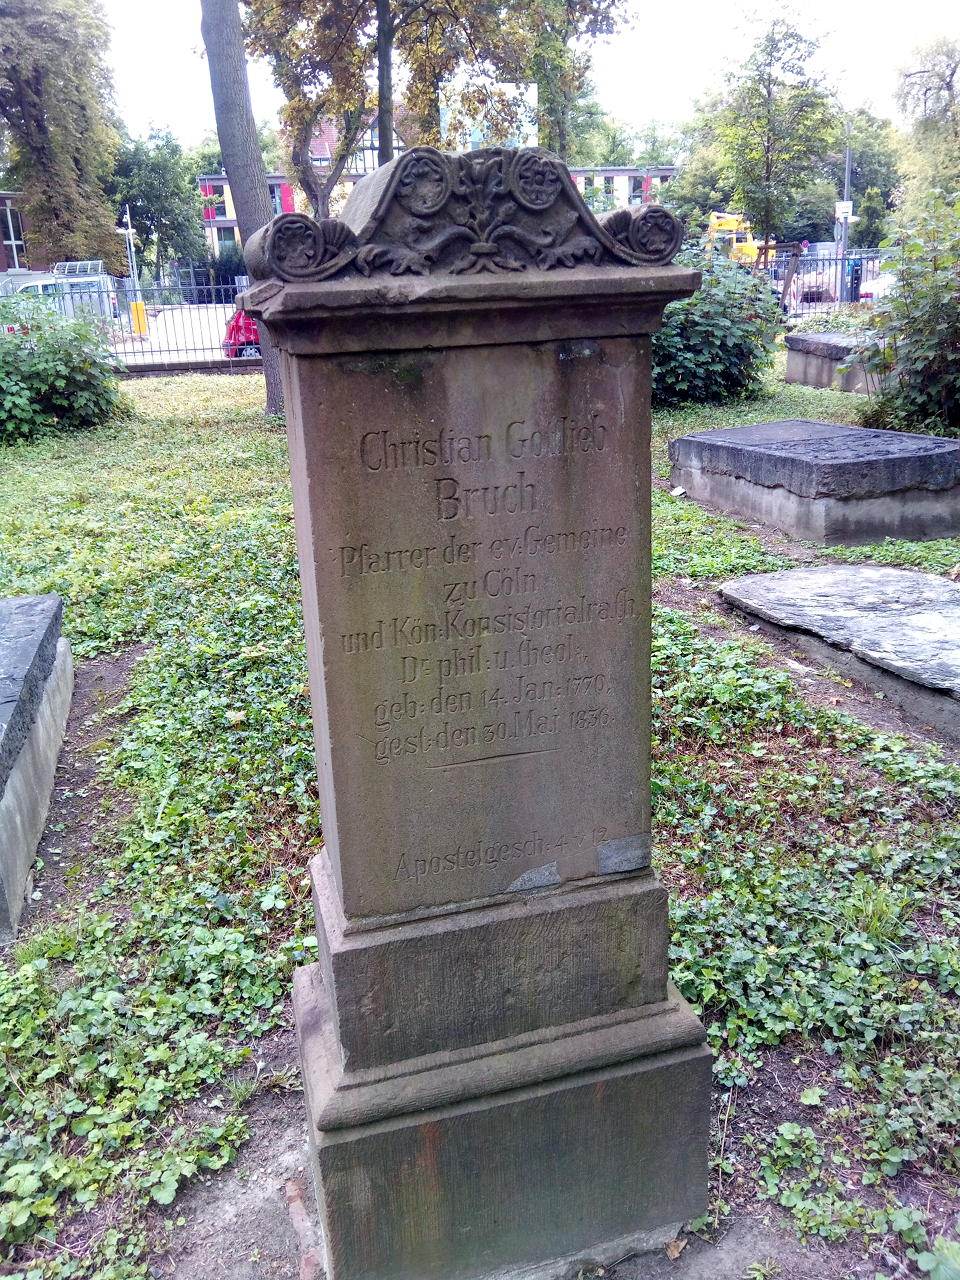 Christian Gottlieb
Bruch
Pfarrer der ev: Gemeine
zu Cöln
und Kön: Konsistorialrath,
Dr. phil: u. theol:,
geb: den 14. Jan: 1770,
gest: den 30. Mai 1836.
Apostelgesch: 4 v 12